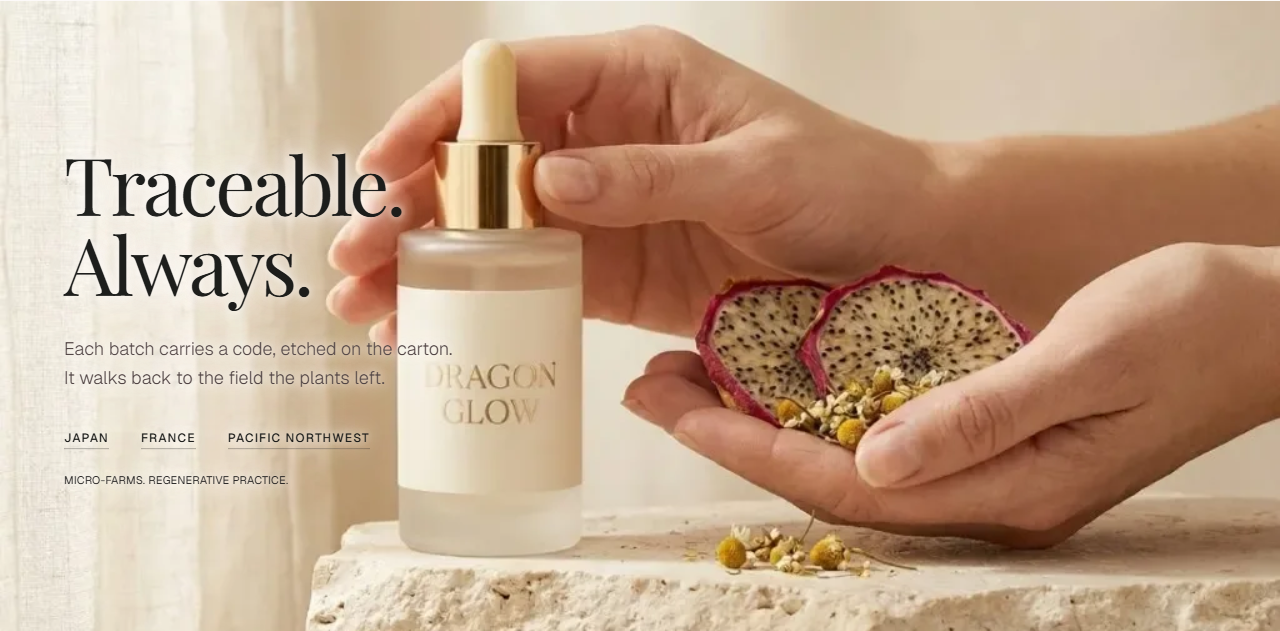 Traceable.
Always.
Each batch carries a code, etched on the carton.
It walks back to the field the plants left.
JAPAN FRANCE PACIFIC NORTHWEST
MICRO-FARMS. REGENERATIVE PRACTICE.
DRAGON
GLOW